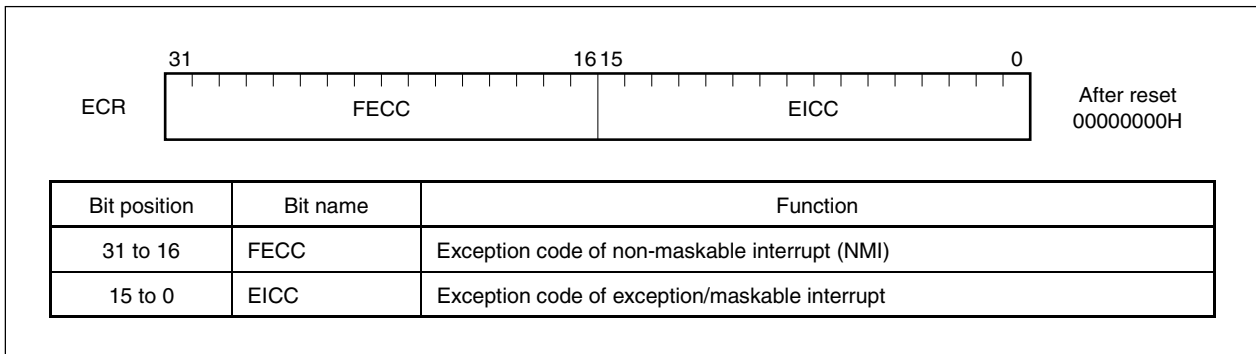 31 16 15 0
ECR FECC EICC After reset
00000000H
Bit position Bit name Function
31 to 16 FECC Exception code of non-maskable interrupt (NMI)
15 to 0 EICC Exception code of exception/maskable interrupt